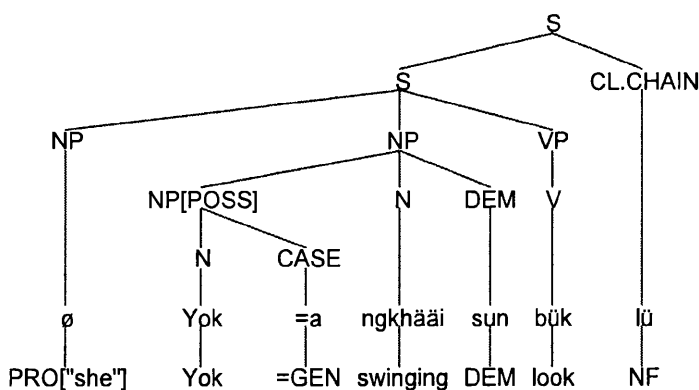 S
S CL.CHAIN
NP NP VP
NP[POSS] N DEM V
N CASE
ø Yok =a ngkhääi sun bük lü
PRO["she"] Yok =GEN swinging DEM look NF